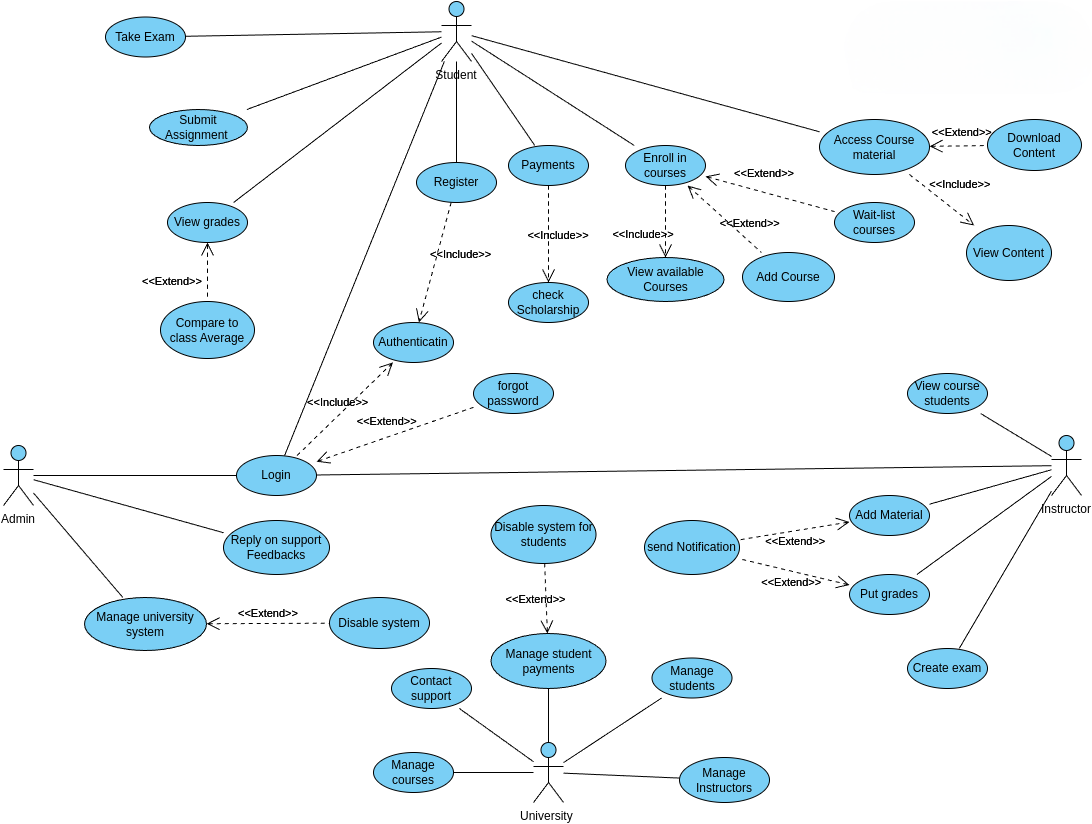 Take Exam
Student
Submit
Assignment
Access Course
material
<<Extend>>
Download
Content
Payments
Enroll in
courses
<<Extend>>
Register
<<Include>>
View grades
Wait-list
courses
<<Extend>>
<<Include>>
<<Include>>
<<Include>>
View Content
<<Extend>>
View available
Courses
Add Course
check
Scholarship
Compare to
class Average
Authenticatin
forgot
password
View course
students
<<Include>>
<<Extend>>
Login
Admin
Instructor
Add Material
Disable system for
students
Reply on support
Feedbacks
send Notification
<<Extend>>
<<Extend>>
Put grades
<<Extend>>
<<Extend>>
Manage university
system
Disable system
Manage student
payments
Create exam
Contact
support
Manage
students
Manage
courses
Manage
Instructors
University